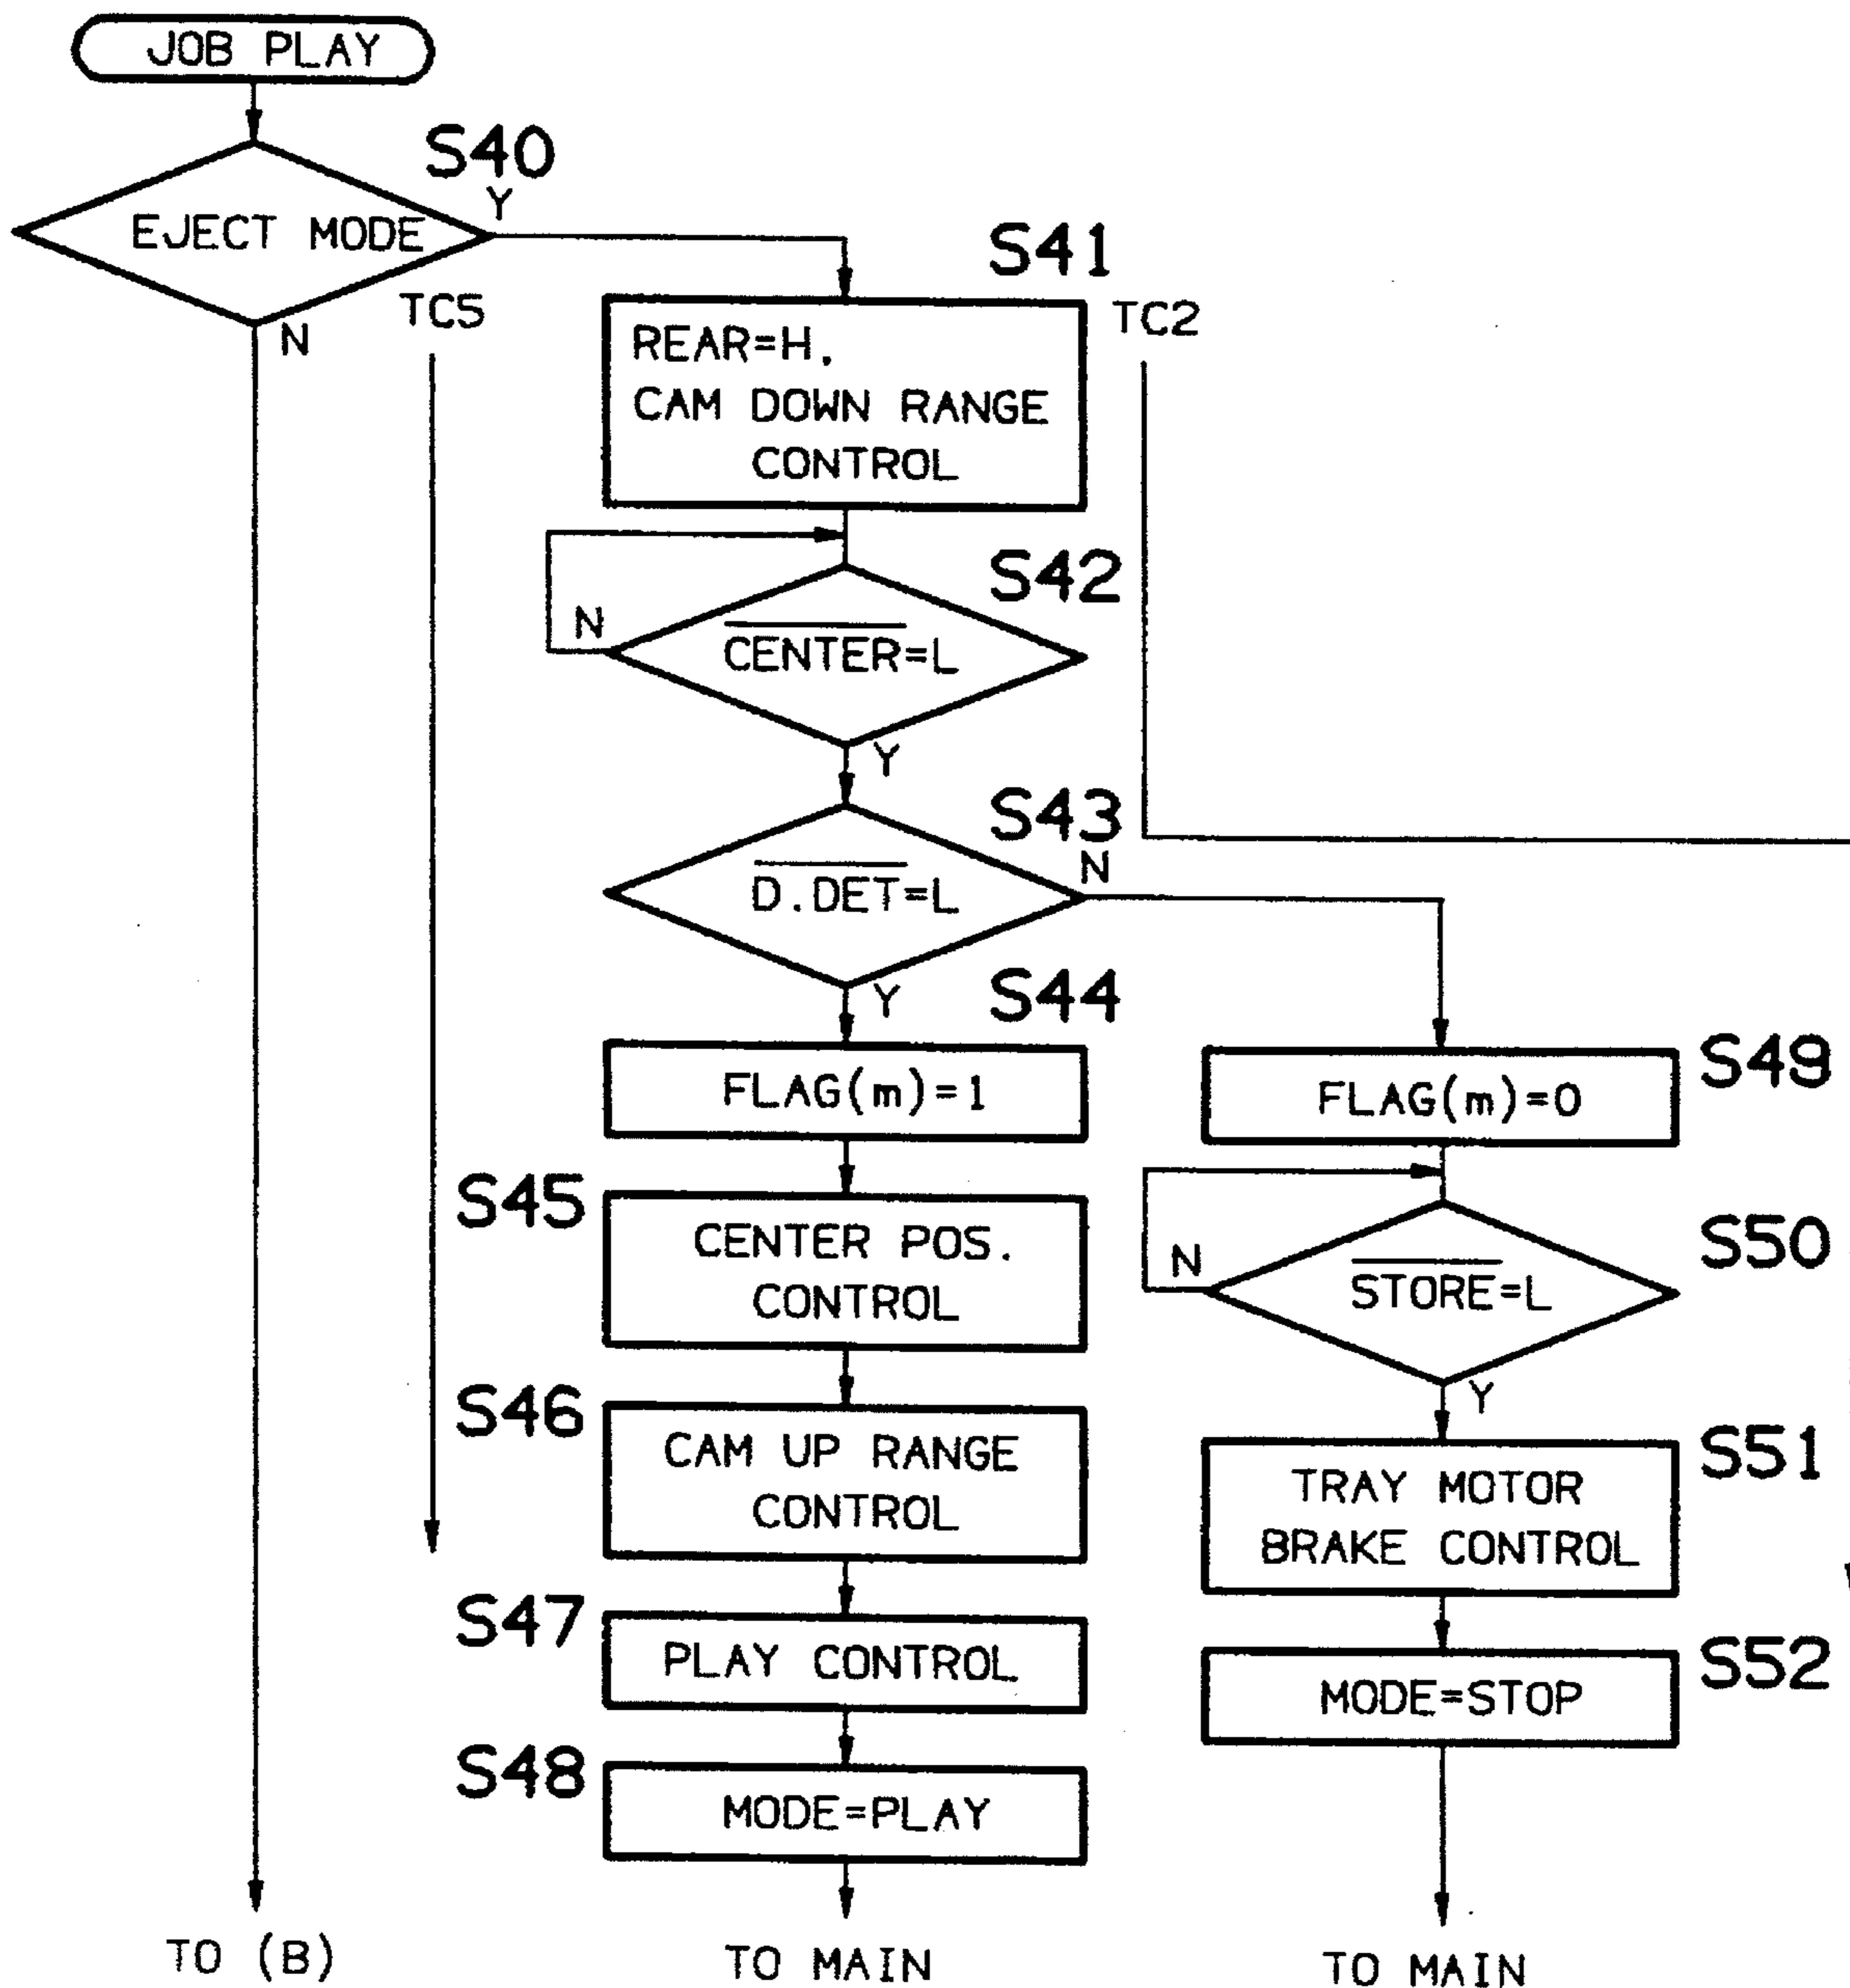 JOB PLAY
S40
Y
EJECT MODE
N
TC5
S41
TC2
REAR=H.
CAM DOWN RANGE
CONTROL
S42
N
CENTER=L
Y
S43
N
D.DET=L
Y
S44
FLAG(m)=1
S49
FLAG(m)=0
S45
CENTER POS.
CONTROL
S50
N
STORE=L
Y
S46
CAM UP RANGE
CONTROL
S51
TRAY MOTOR
BRAKE CONTROL
S47
PLAY CONTROL
S52
MODE=STOP
S48
MODE=PLAY
TO (B)
TO MAIN
TO MAIN